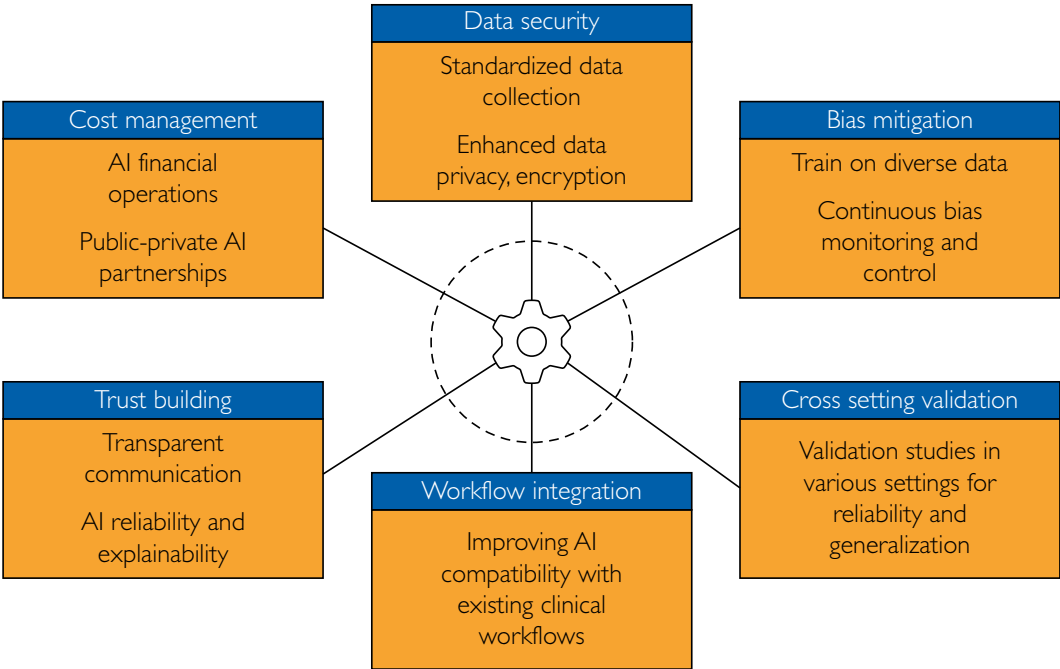 Data security
Standardized data
collection
Enhanced data
privacy, encryption
Cost management
AI financial
operations
Public-private AI
partnerships
Bias mitigation
Train on diverse data
Continuous bias
monitoring and
control
Trust building
Transparent
communication
AI reliability and
explainability
Workflow integration
Improving AI
compatibility with
existing clinical
workflows
Cross setting validation
Validation studies in
various settings for
reliability and
generalization